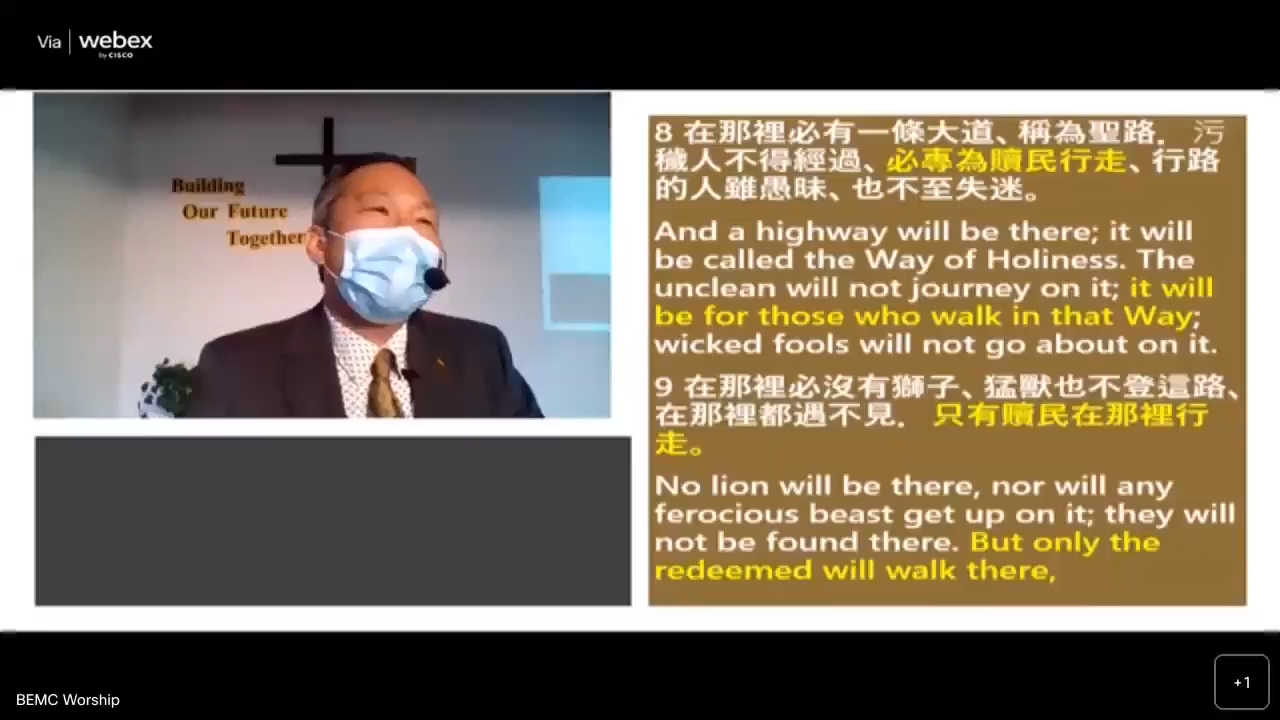 Via webex
by CISCO
Building
Our Future
Together
8 在那裡必有一條大道、稱為聖路． 污
穢人不得經過、必專為贖民行走、行路
的人雖愚昧、也不至失迷。
And a highway will be there; it will
be called the Way of Holiness. The
unclean will not journey on it; it will
be for those who walk in that Way;
wicked fools will not go about on it.
9 在那裡必沒有獅子、猛獸也不登這路、
在那裡都遇不見． 只有贖民在那裡行
走。
No lion will be there, nor will any
ferocious beast get up on it; they will
not be found there. But only the
redeemed will walk there,
BEMC Worship
+1